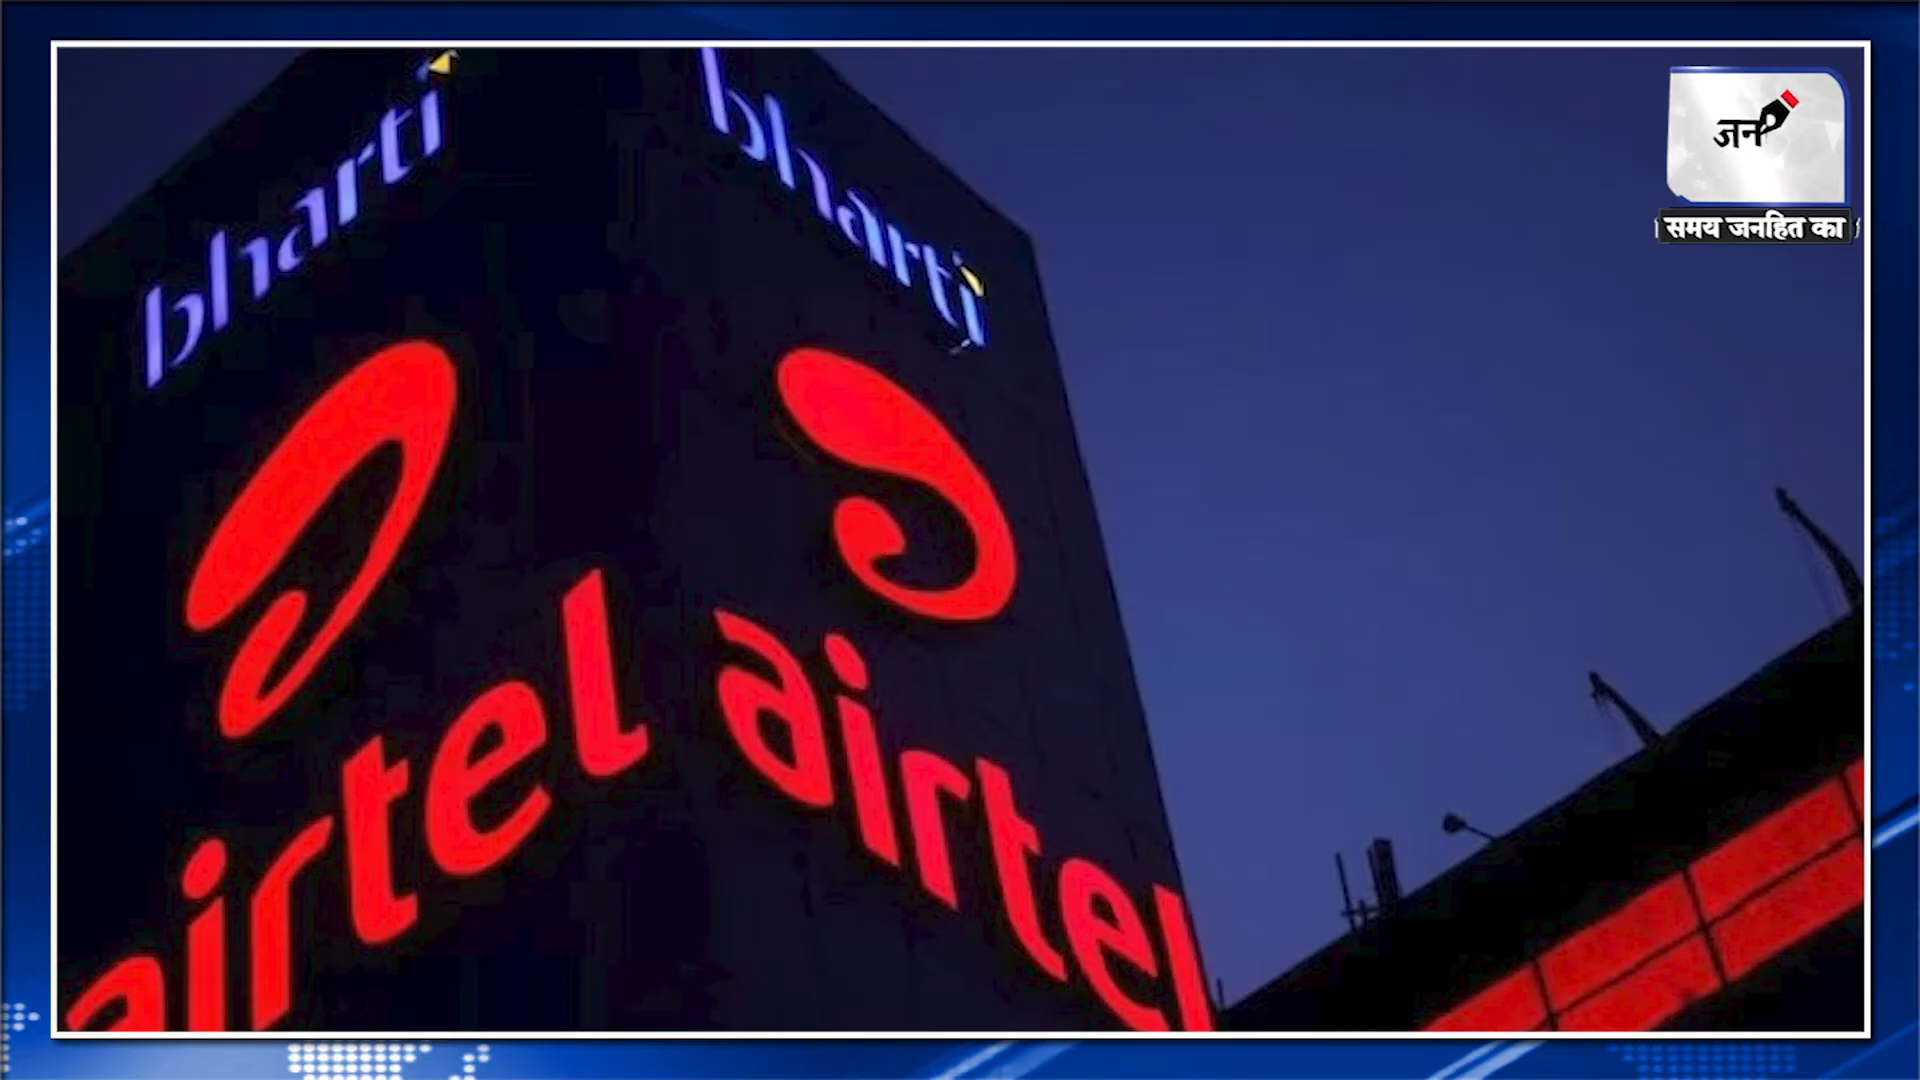 bharti
bharti
जन
समय जनहित का
airtel
airtel